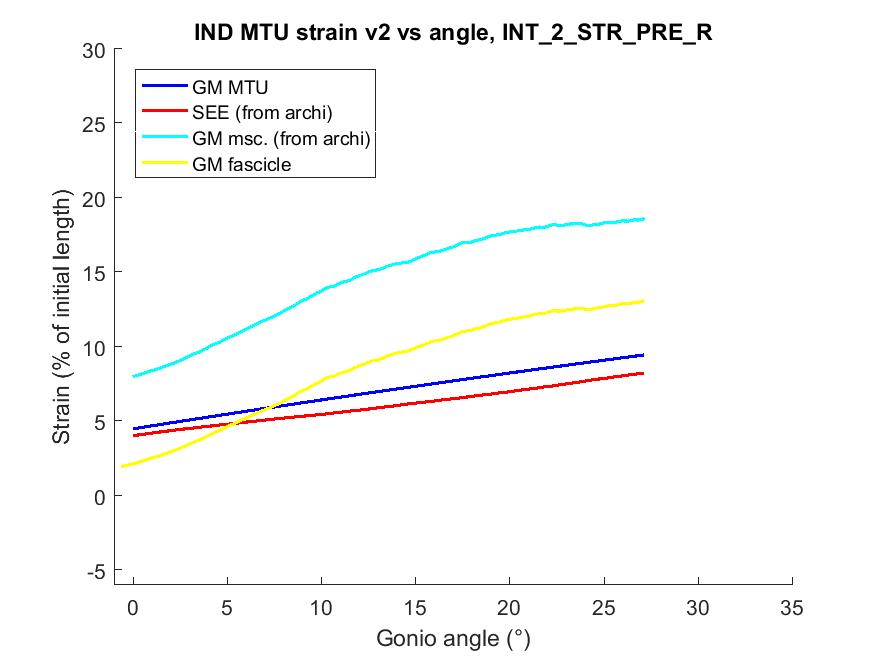 IND MTU strain v2 vs angle, INT_2_STR_PRE_R
30
25
20
15
10
5
0
-5
Strain (% of initial length)
GM MTU
SEE (from archi)
GM msc. (from archi)
GM fascicle
0 5 10 15 20 25 30 35
Gonio angle (°)